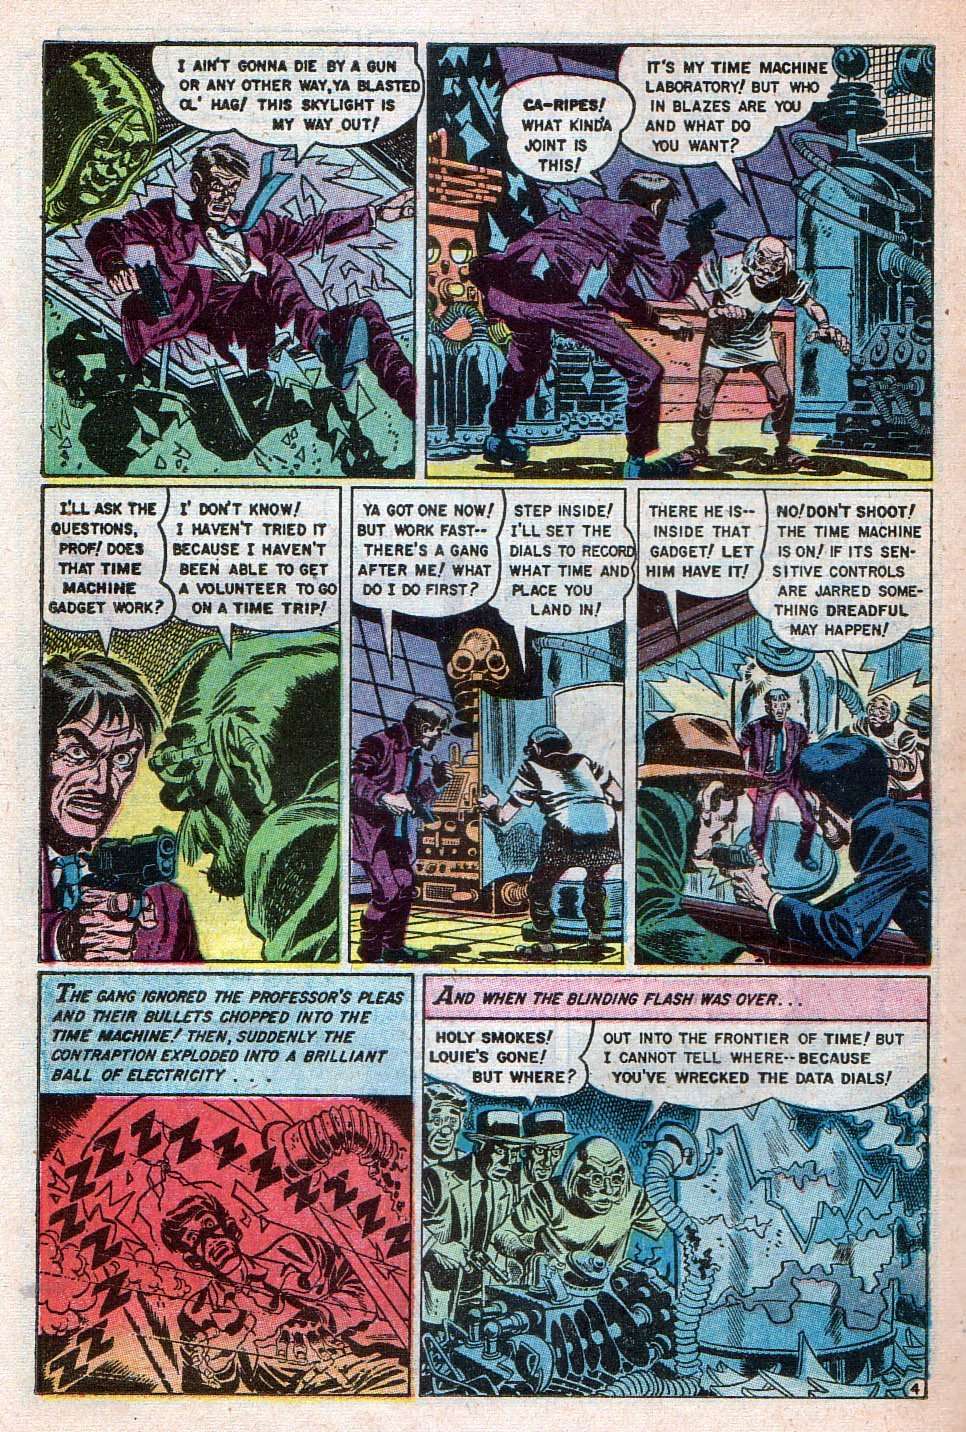 I AIN'T GONNA DIE BY A GUN
OR ANY OTHER WAY, YA BLASTED
OL' HAG! THIS SKYLIGHT IS
MY WAY OUT!
CA-RIPES!
WHAT KIND'A
JOINT IS
THIS!
IT'S MY TIME MACHINE
LABORATORY! BUT WHO
IN BLAZES ARE YOU
AND WHAT DO
YOU WANT?
I'LL ASK THE
QUESTIONS,
PROF! DOES
THAT TIME
MACHINE
GADGET WORK?
I' DON'T KNOW!
I HAVEN'T TRIED IT
BECAUSE I HAVEN'T
BEEN ABLE TO GET
A VOLUNTEER TO GO
ON A TIME TRIP!
YA GOT ONE NOW!
BUT WORK FAST--
THERE'S A GANG
AFTER ME! WHAT
DO I DO FIRST?
STEP INSIDE!
I'LL SET THE
DIALS TO RECORD
WHAT TIME AND
PLACE YOU
LAND IN!
THERE HE IS--
INSIDE THAT
GADGET! LET
HIM HAVE IT!
NO! DON'T SHOOT!
THE TIME MACHINE
IS ON! IF ITS SEN-
SITIVE CONTROLS
ARE JARRED SOME-
THING DREADFUL
MAY HAPPEN!
THE GANG IGNORED THE PROFESSOR'S PLEAS
AND THEIR BULLETS CHOPPED INTO THE
TIME MACHINE! THEN, SUDDENLY THE
CONTRAPTION EXPLODED INTO A BRILLIANT
BALL OF ELECTRICITY . . .
ZZZZZZZZZZZZZZZZ
AND WHEN THE BLINDING FLASH WAS OVER...
HOLY SMOKES!
LOUIE'S GONE!
BUT WHERE?
OUT INTO THE FRONTIER OF TIME! BUT
I CANNOT TELL WHERE--BECAUSE
YOU'VE WRECKED THE DATA DIALS!
4